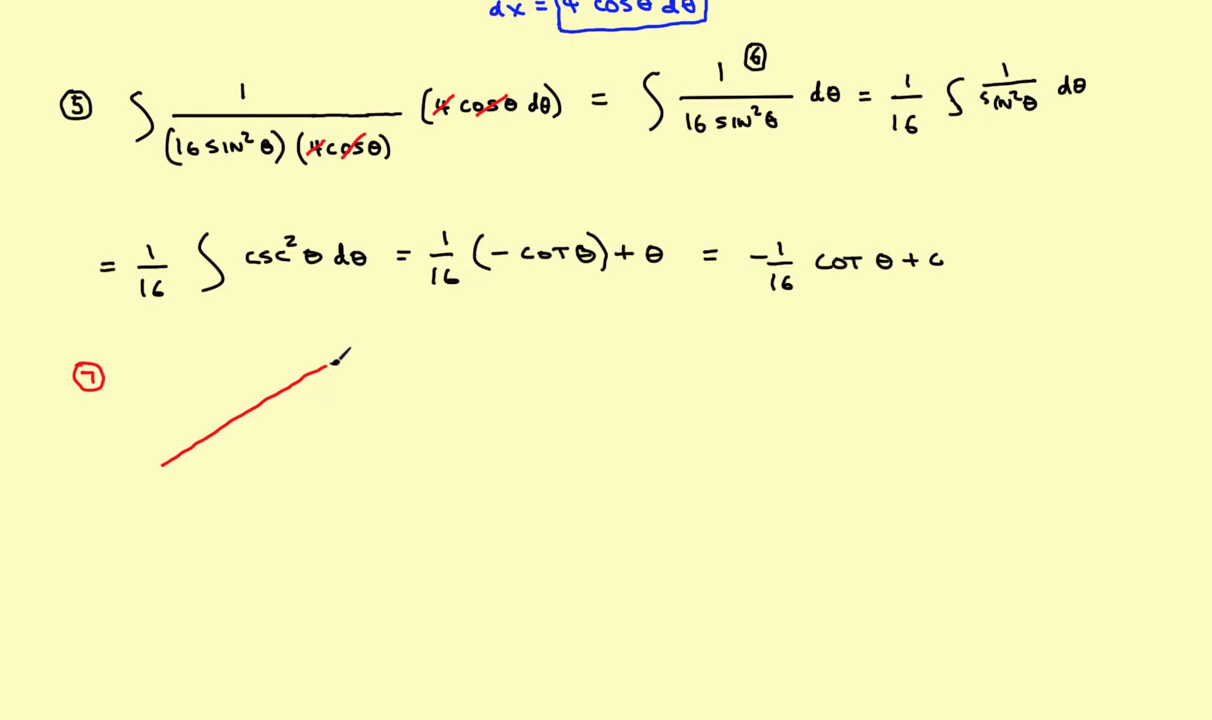 dx = 4 cosθ dθ
⑤ ∫ 1/((16 sin²θ)(4cosθ)) (4 cosθ dθ) = ∫ 1/(16 sin²θ) dθ ⑥ = 1/16 ∫ 1/sin²θ dθ
= 1/16 ∫ csc²θ dθ = 1/16 (- cot θ) + θ = -1/16 cot θ + c
⑦